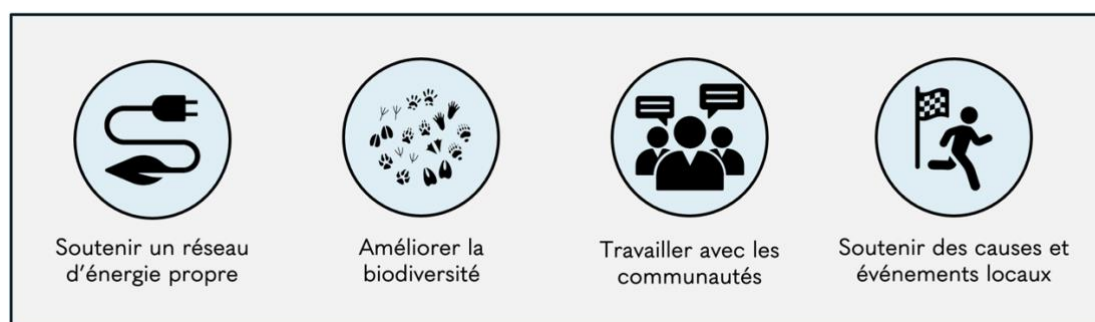 Soutenir un réseau
d'énergie propre
Améliorer la
biodiversité
Travailler avec les
communautés
Soutenir des causes et
événements locaux